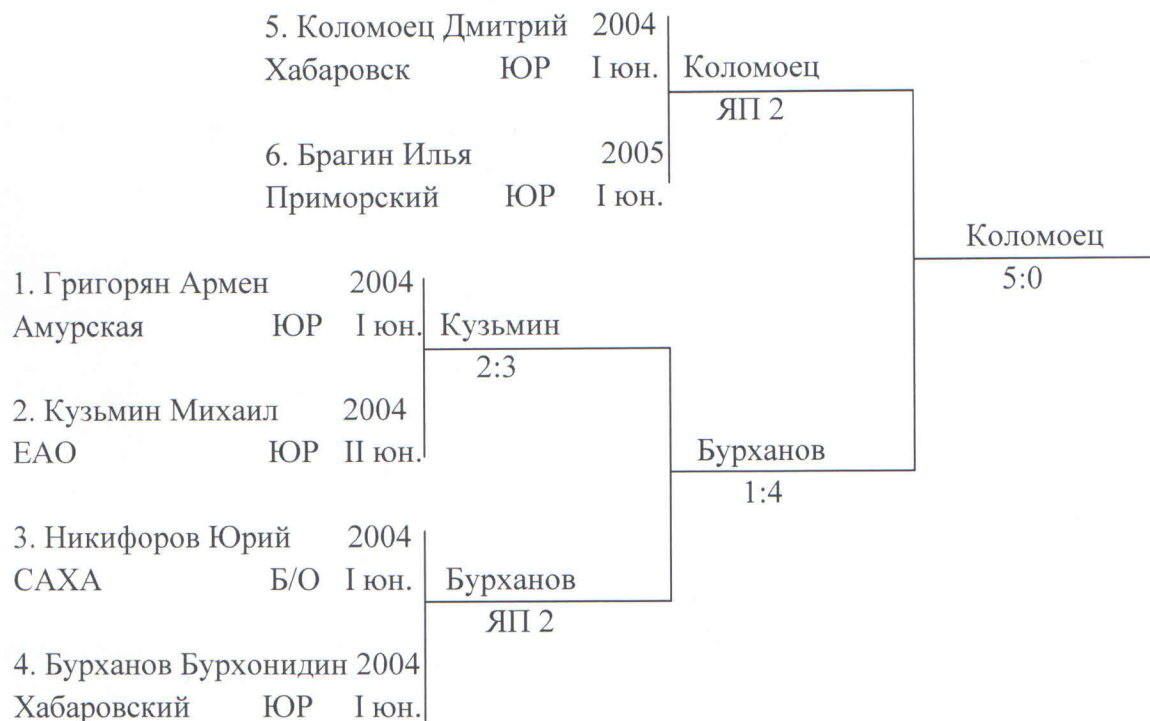 5. Коломоец Дмитрий 2004
Хабаровск ЮР I юн.
Коломоец
ЯП 2
6. Брагин Илья 2005
Приморский ЮР I юн.
Коломоец
5:0
1. Григорян Армен 2004
Амурская ЮР I юн.
Кузьмин
2:3
2. Кузьмин Михаил 2004
ЕАО ЮР II юн.
Бурханов
1:4
3. Никифоров Юрий 2004
САХА Б/О I юн.
Бурханов
ЯП 2
4. Бурханов Бурхонидин 2004
Хабаровский ЮР I юн.